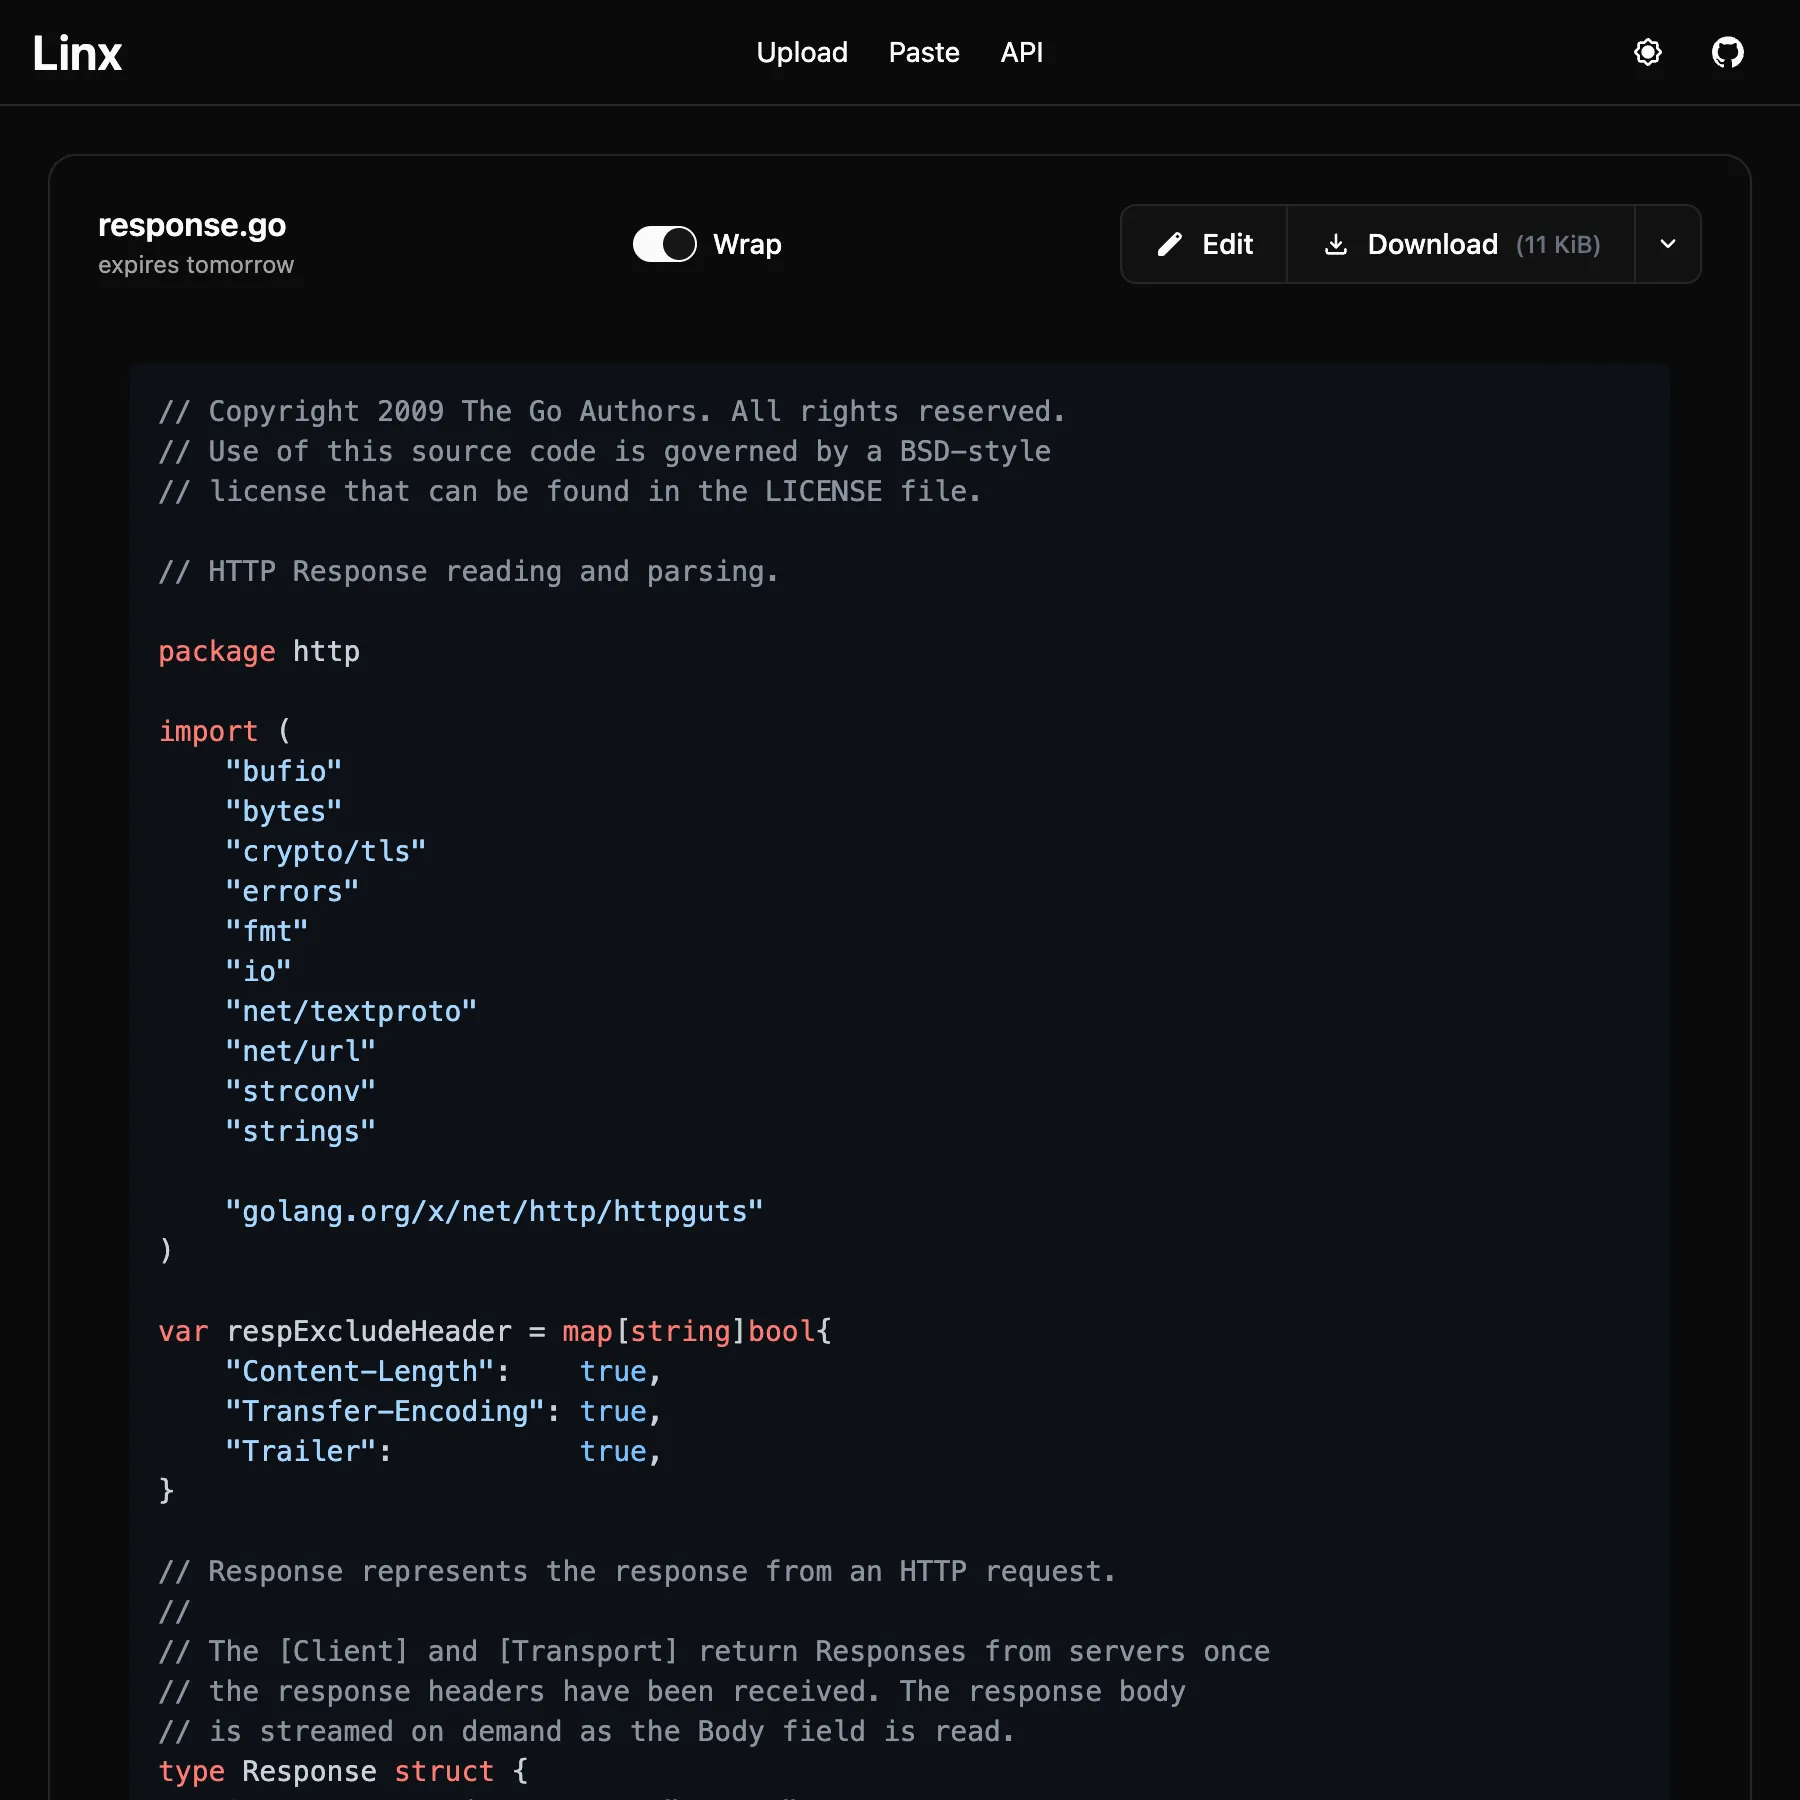 Linx
Upload Paste API
response.go
expires tomorrow
Wrap
Edit
Download (11 KiB)
// Copyright 2009 The Go Authors. All rights reserved.
// Use of this source code is governed by a BSD-style
// license that can be found in the LICENSE file.
// HTTP Response reading and parsing.
package http
import (
    "bufio"
    "bytes"
    "crypto/tls"
    "errors"
    "fmt"
    "io"
    "net/textproto"
    "net/url"
    "strconv"
    "strings"
    "golang.org/x/net/http/httpguts"
)
var respExcludeHeader = map[string]bool{
    "Content-Length":    true,
    "Transfer-Encoding": true,
    "Trailer":           true,
}
// Response represents the response from an HTTP request.
//
// The [Client] and [Transport] return Responses from servers once
// the response headers have been received. The response body
// is streamed on demand as the Body field is read.
type Response struct {